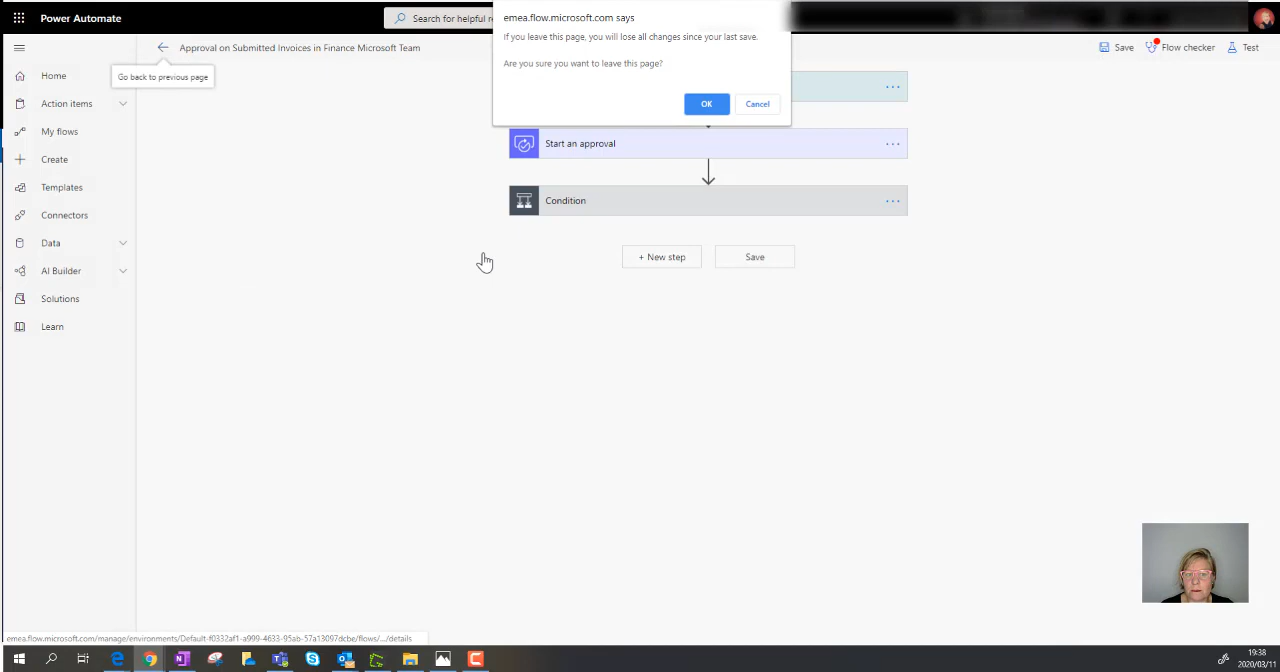 Power Automate
Search for helpful r
emea.flow.microsoft.com says
If you leave this page, you will lose all changes since your last save.
Are you sure you want to leave this page?
OK
Cancel
Approval on Submitted Invoices in Finance Microsoft Team
Save
Flow checker
Test
Go back to previous page
Home
Action items
My flows
Create
Templates
Connectors
Data
AI Builder
Solutions
Learn
Start an approval
Condition
+ New step
Save
emea.flow.microsoft.com/manage/environments/Default-f0332af1-a999-4633-95ab-57a13097dcbe/flows/.../details
19:38
2020/03/11